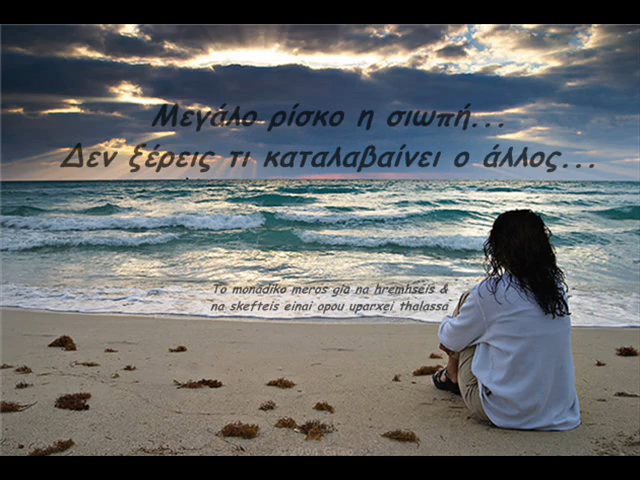 Μεγάλο ρίσκο η σιωπή...
Δεν ξέρεις τι καταλαβαίνει ο άλλος...
To monadiko meros gia na hremhseis &
na skefteis einai opou uparxei thalassa